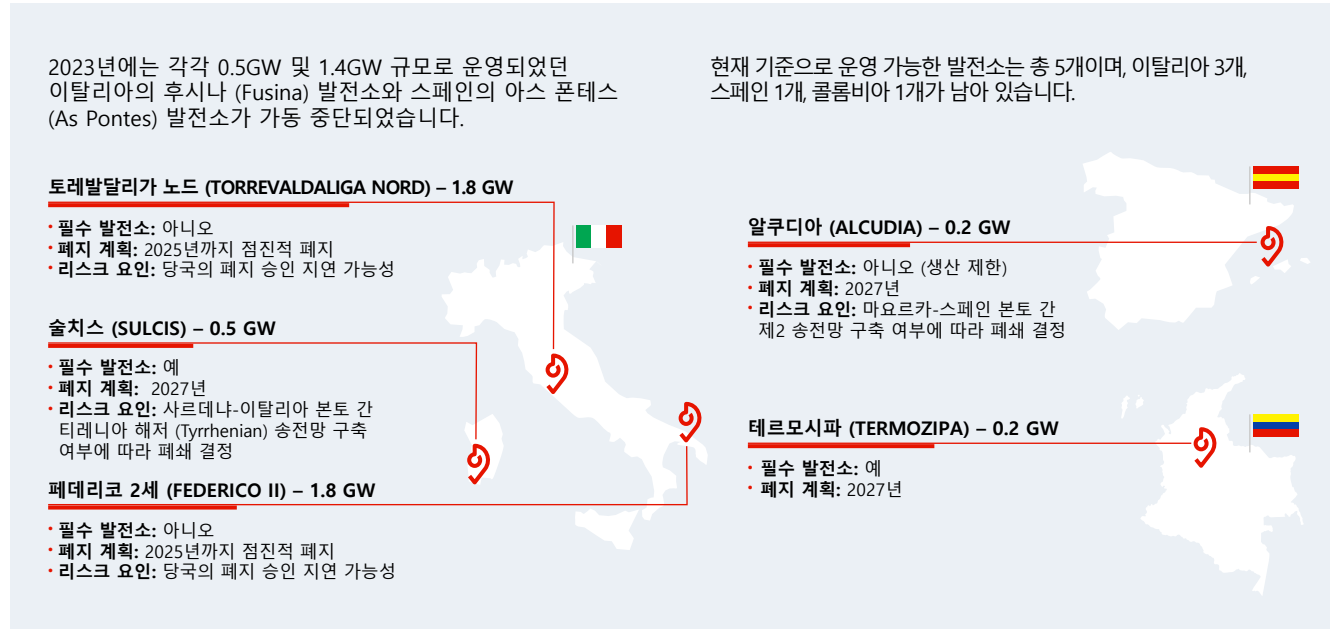 2023년에는 각각 0.5GW 및 1.4GW 규모로 운영되었던
이탈리아의 후시나 (Fusina) 발전소와 스페인의 아스 폰테스
(As Pontes) 발전소가 가동 중단되었습니다.
현재 기준으로 운영 가능한 발전소는 총 5개이며, 이탈리아 3개,
스페인 1개, 콜롬비아 1개가 남아 있습니다.
토레발달리가 노드 (TORREVALDALIGA NORD) – 1.8 GW
• 필수 발전소: 아니오
• 폐지 계획: 2025년까지 점진적 폐지
• 리스크 요인: 당국의 폐지 승인 지연 가능성
술치스 (SULCIS) – 0.5 GW
• 필수 발전소: 예
• 폐지 계획: 2027년
• 리스크 요인: 사르데냐-이탈리아 본토 간
티레니아 해저 (Tyrrhenian) 송전망 구축
여부에 따라 폐쇄 결정
페데리코 2세 (FEDERICO II) – 1.8 GW
• 필수 발전소: 아니오
• 폐지 계획: 2025년까지 점진적 폐지
• 리스크 요인: 당국의 폐지 승인 지연 가능성
알쿠디아 (ALCUDIA) – 0.2 GW
• 필수 발전소: 아니오 (생산 제한)
• 폐지 계획: 2027년
• 리스크 요인: 마요르카-스페인 본토 간
제2 송전망 구축 여부에 따라 폐쇄 결정
테르모시파 (TERMOZIPA) – 0.2 GW
• 필수 발전소: 예
• 폐지 계획: 2027년